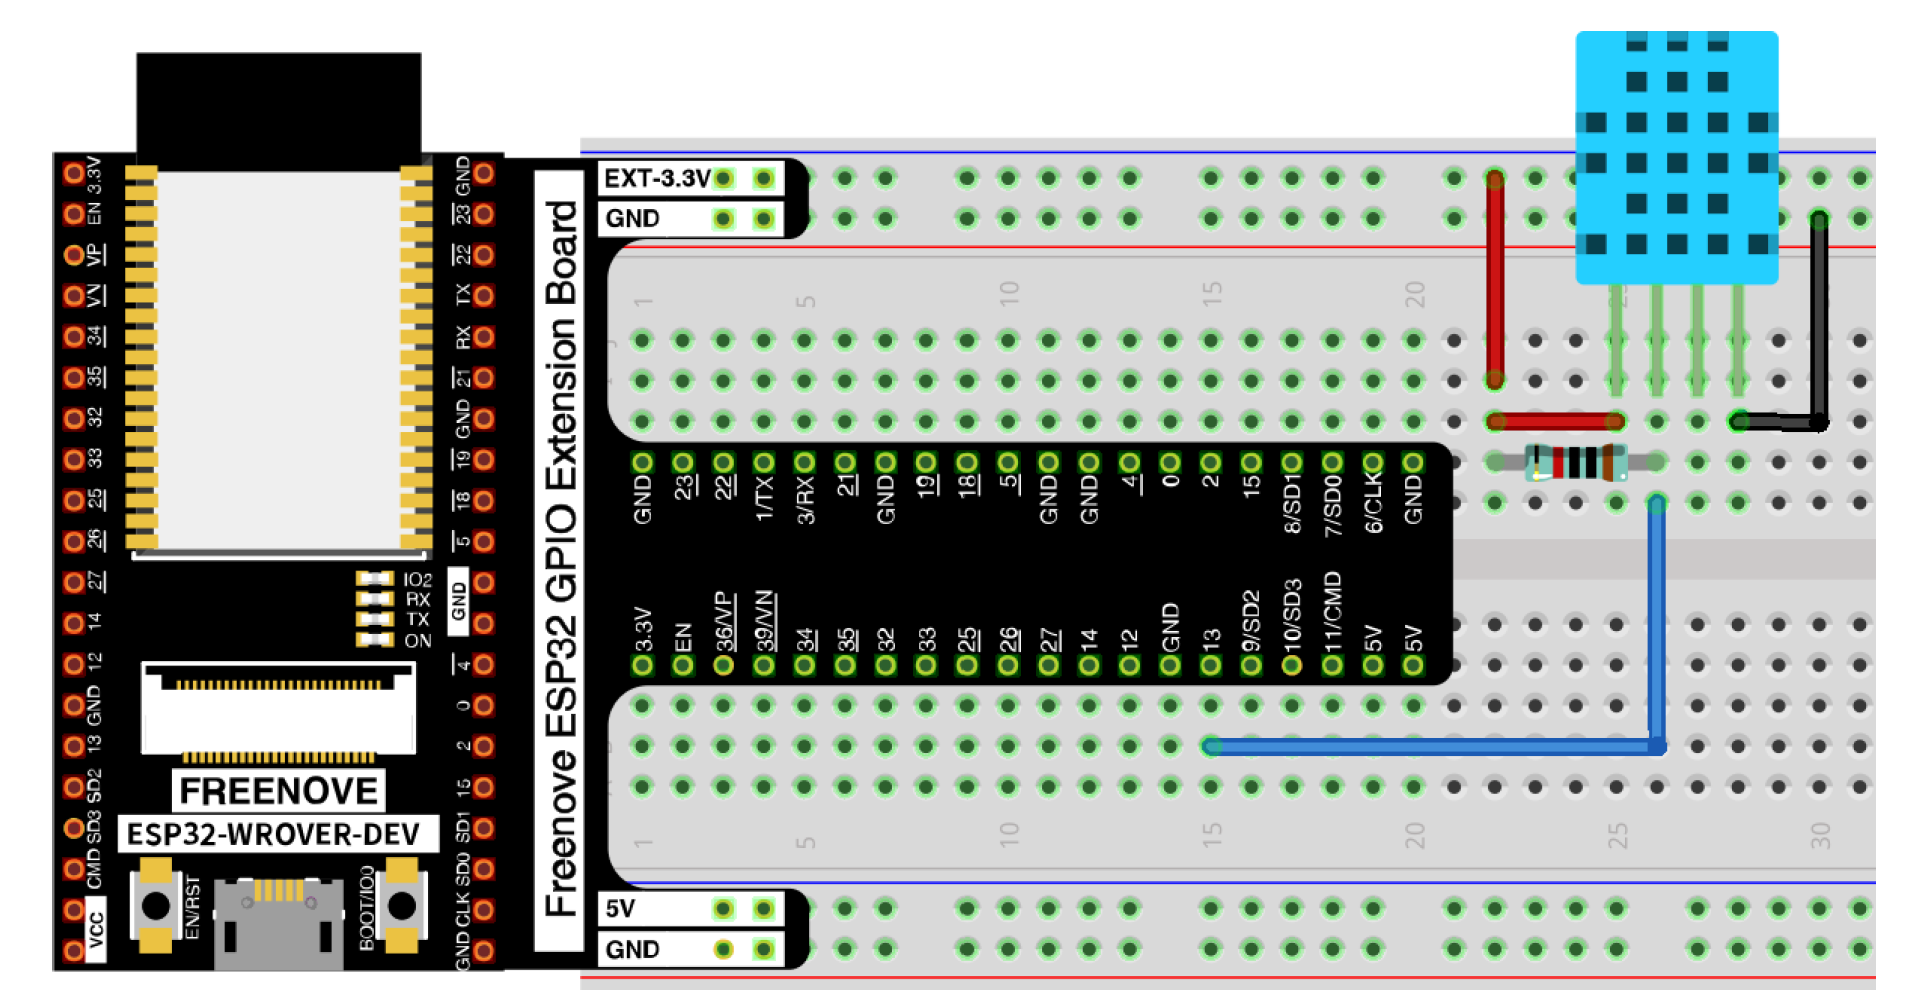 3.3V
EN
VP
VN
34
35
32
33
25
26
27
14
12
GND
13
SD2
SD3
CMD
VCC
GND
23
22
TX
RX
21
GND
19
18
5
GND
4
0
2
15
SD1
SD0
CLK
GND
IO2
RX
TX
ON
FREENOVE
ESP32-WROVER-DEV
EN/RST
BOOT/IO0
Freenove ESP32 GPIO Extension Board
EXT-3.3V
GND
1 5 10 15 20
GND 23 22 1/TX 3/RX 21 GND 19 18 5 GND GND 4 0 2 15 8/SD1 7/SD0 6/CLK GND
3.3V EN 36/VP 39/VN 34 35 32 33 25 26 27 14 12 GND 13 9/SD2 10/SD3 11/CMD 5V 5V
1 5 10 15 20 25 30
5V
GND